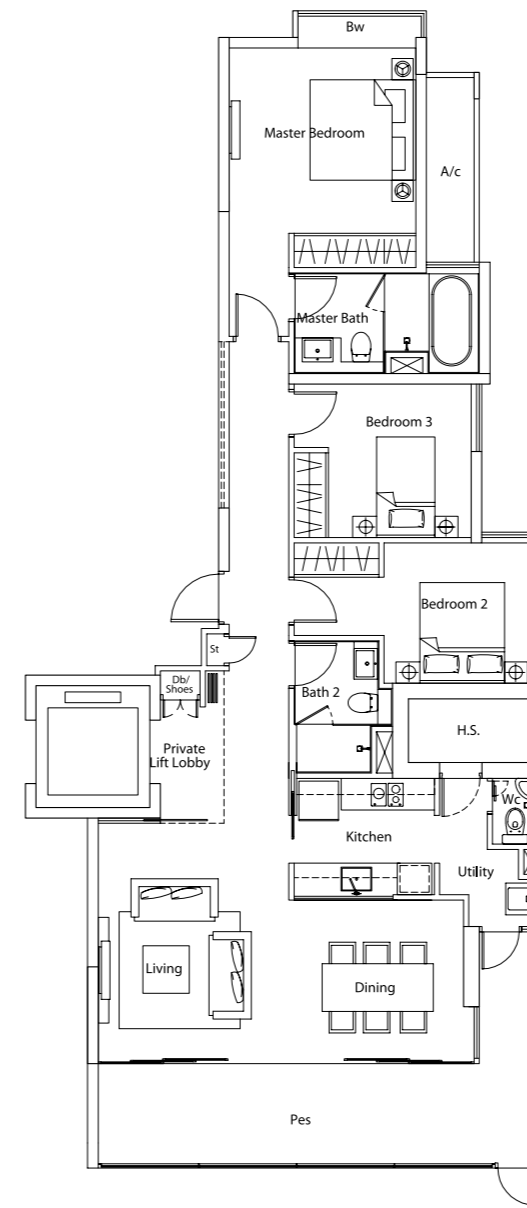 Bw
Master Bedroom
A/c
Master Bath
Bedroom 3
Bedroom 2
St
Db/
Shoes
Bath 2
H.S.
Private
Lift Lobby
Wc
Kitchen
Utility
Living
Dining
Pes